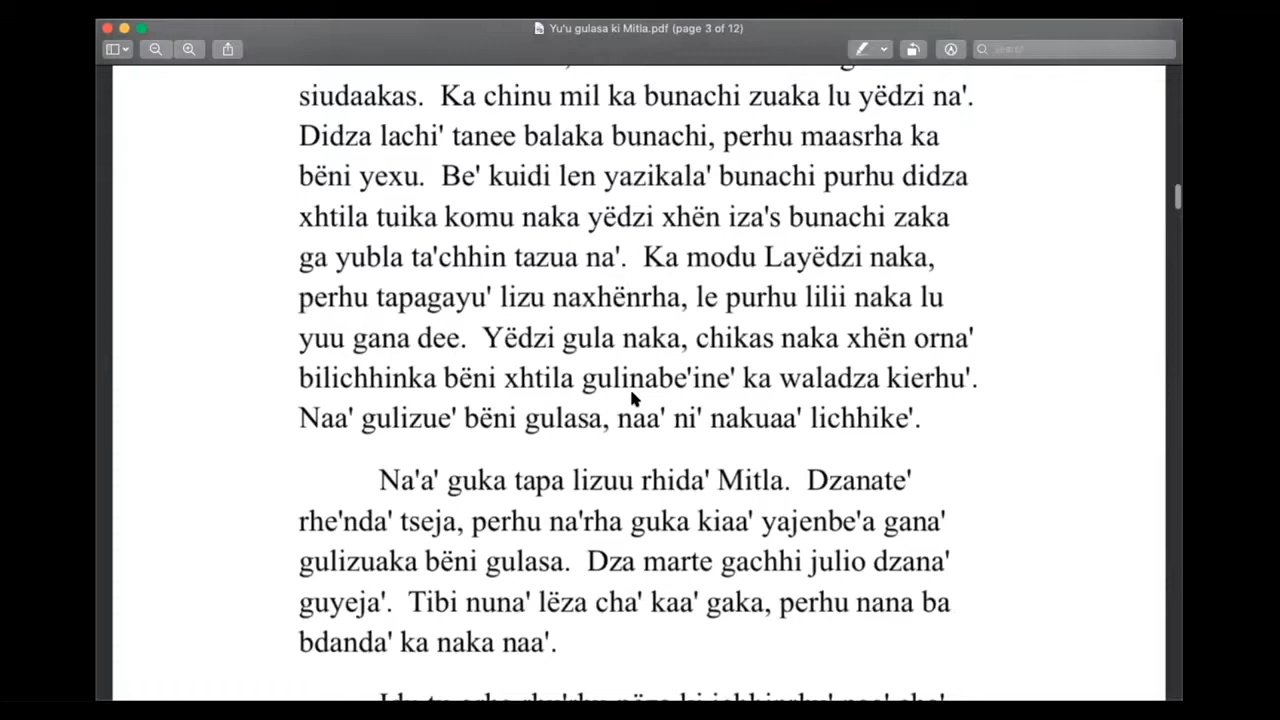 Yu'u gulasa ki Mitla.pdf (page 3 of 12)
Search
siudaakas. Ka chinu mil ka bunachi zuaka lu yëdzi na'.
Didza lachi' tanee balaka bunachi, perhu maasrha ka
bëni yexu. Be' kuidi len yazikala' bunachi purhu didza
xhtila tuika komu naka yëdzi xhën iza's bunachi zaka
ga yubla ta'chhin tazua na'. Ka modu Layëdzi naka,
perhu tapagayu' lizu naxhënrha, le purhu lilii naka lu
yuu gana dee. Yëdzi gula naka, chikas naka xhën orna'
bilichhinka bëni xhtila gulinabe'ine' ka waladza kierhu'.
Naa' gulizue' bëni gulasa, naa' ni' nakuaa' lichhike'.
Na'a' guka tapa lizuu rhida' Mitla. Dzanate'
rhe'nda' tseja, perhu na'rha guka kiaa' yajenbe'a gana'
gulizuaka bëni gulasa. Dza marte gachhi julio dzana'
guyeja'. Tibi nuna' lëza cha' kaa' gaka, perhu nana ba
bdanda' ka naka naa'.